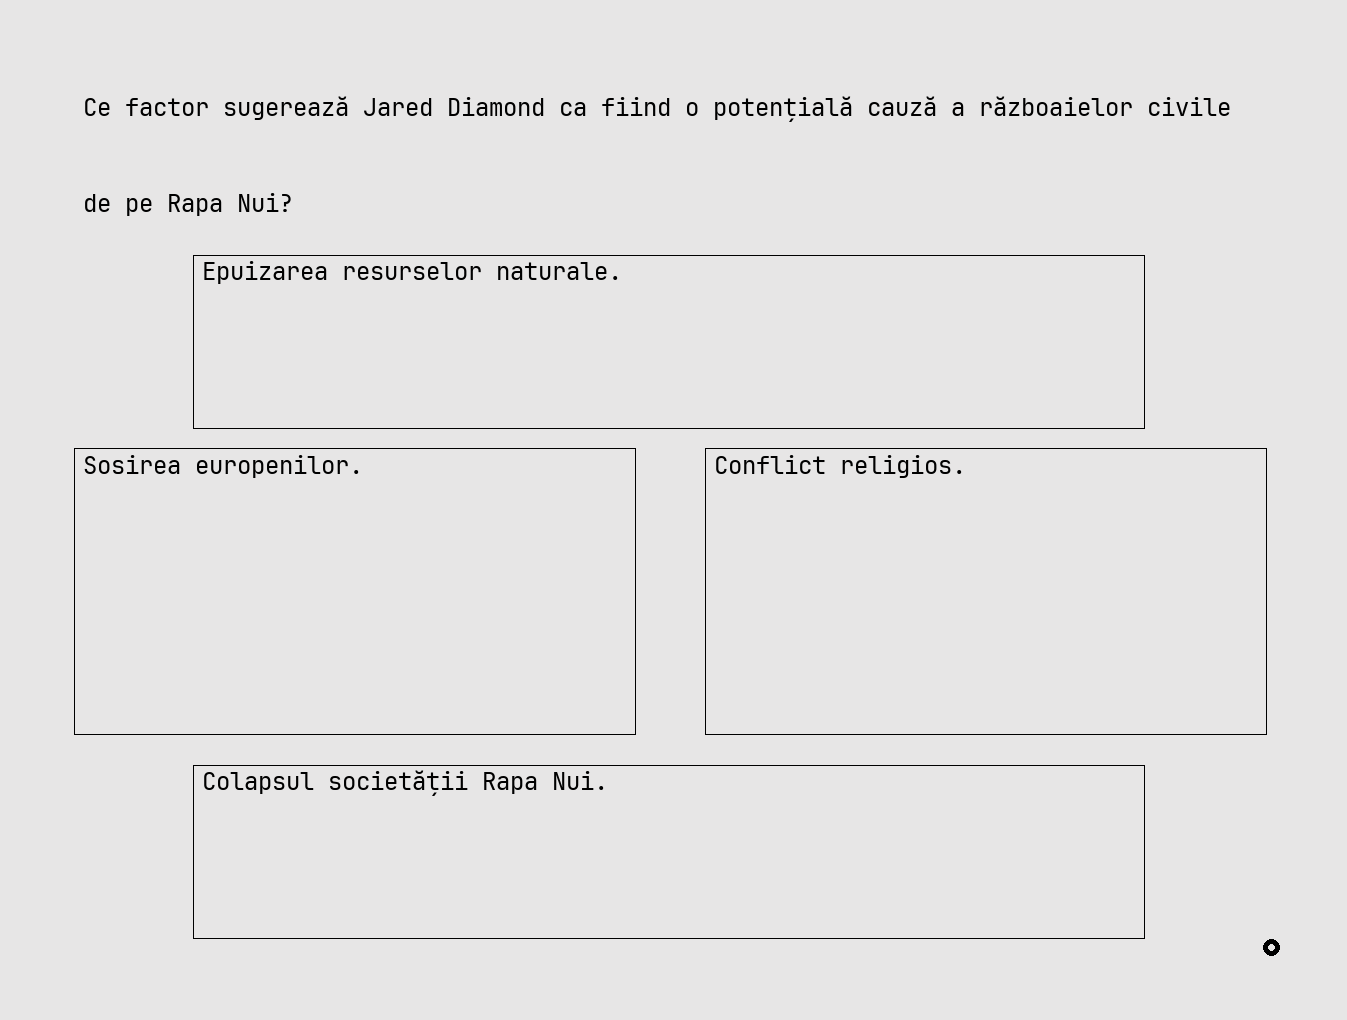 Ce factor sugerează Jared Diamond ca fiind o potențială cauză a războaielor civile
de pe Rapa Nui?
Epuizarea resurselor naturale.
Sosirea europenilor.
Conflict religios.
Colapsul societății Rapa Nui.